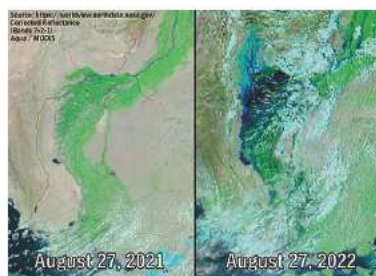 Source: https://worldview.earthdata.nasa.gov/
Corrected Reflectance
(Bands 7-2-1)
Aqua / MODIS
August 27, 2021
August 27, 2022